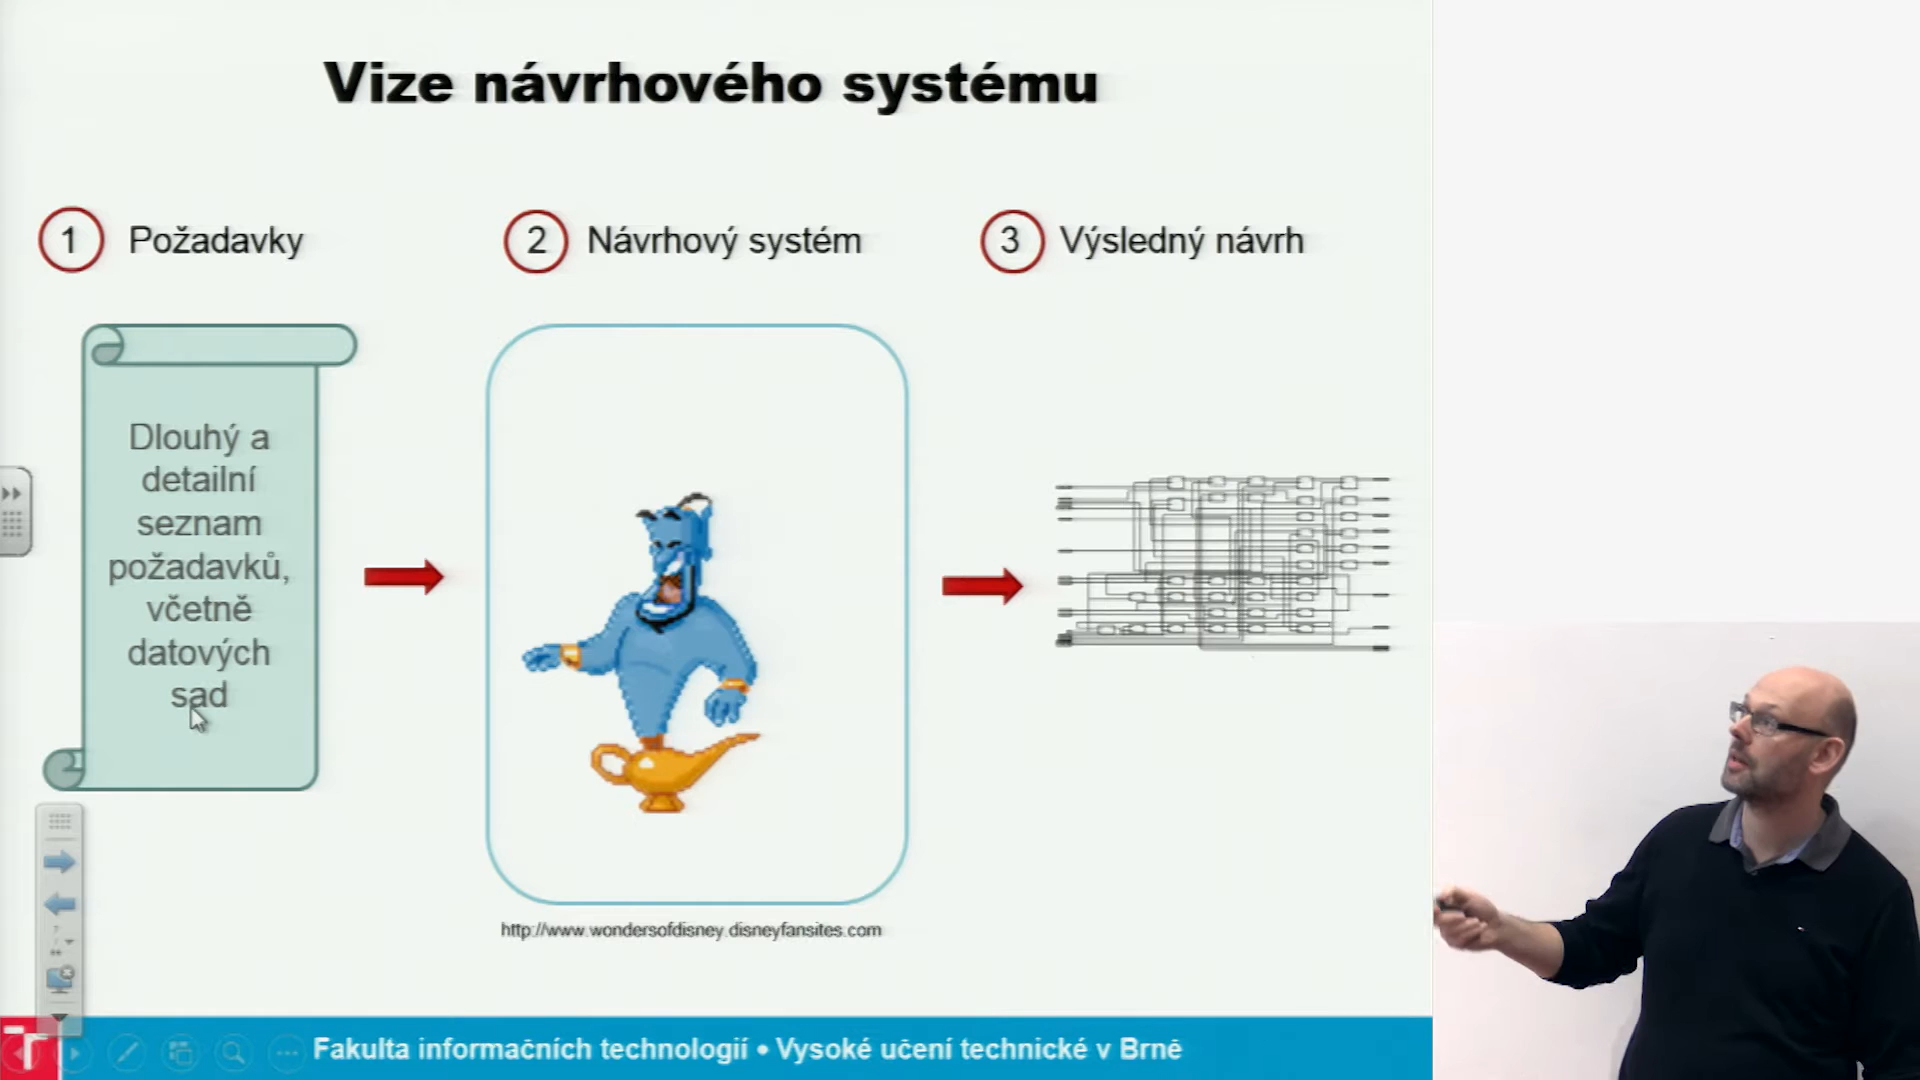 Vize návrhového systému
1 Požadavky
2 Návrhový systém
3 Výsledný návrh
Dlouhý a
detailní
seznam
požadavků,
včetně
datových
sad
http://www.wondersofdisney.disneyfansites.com
Fakulta informačních technologií • Vysoké učení technické v Brně